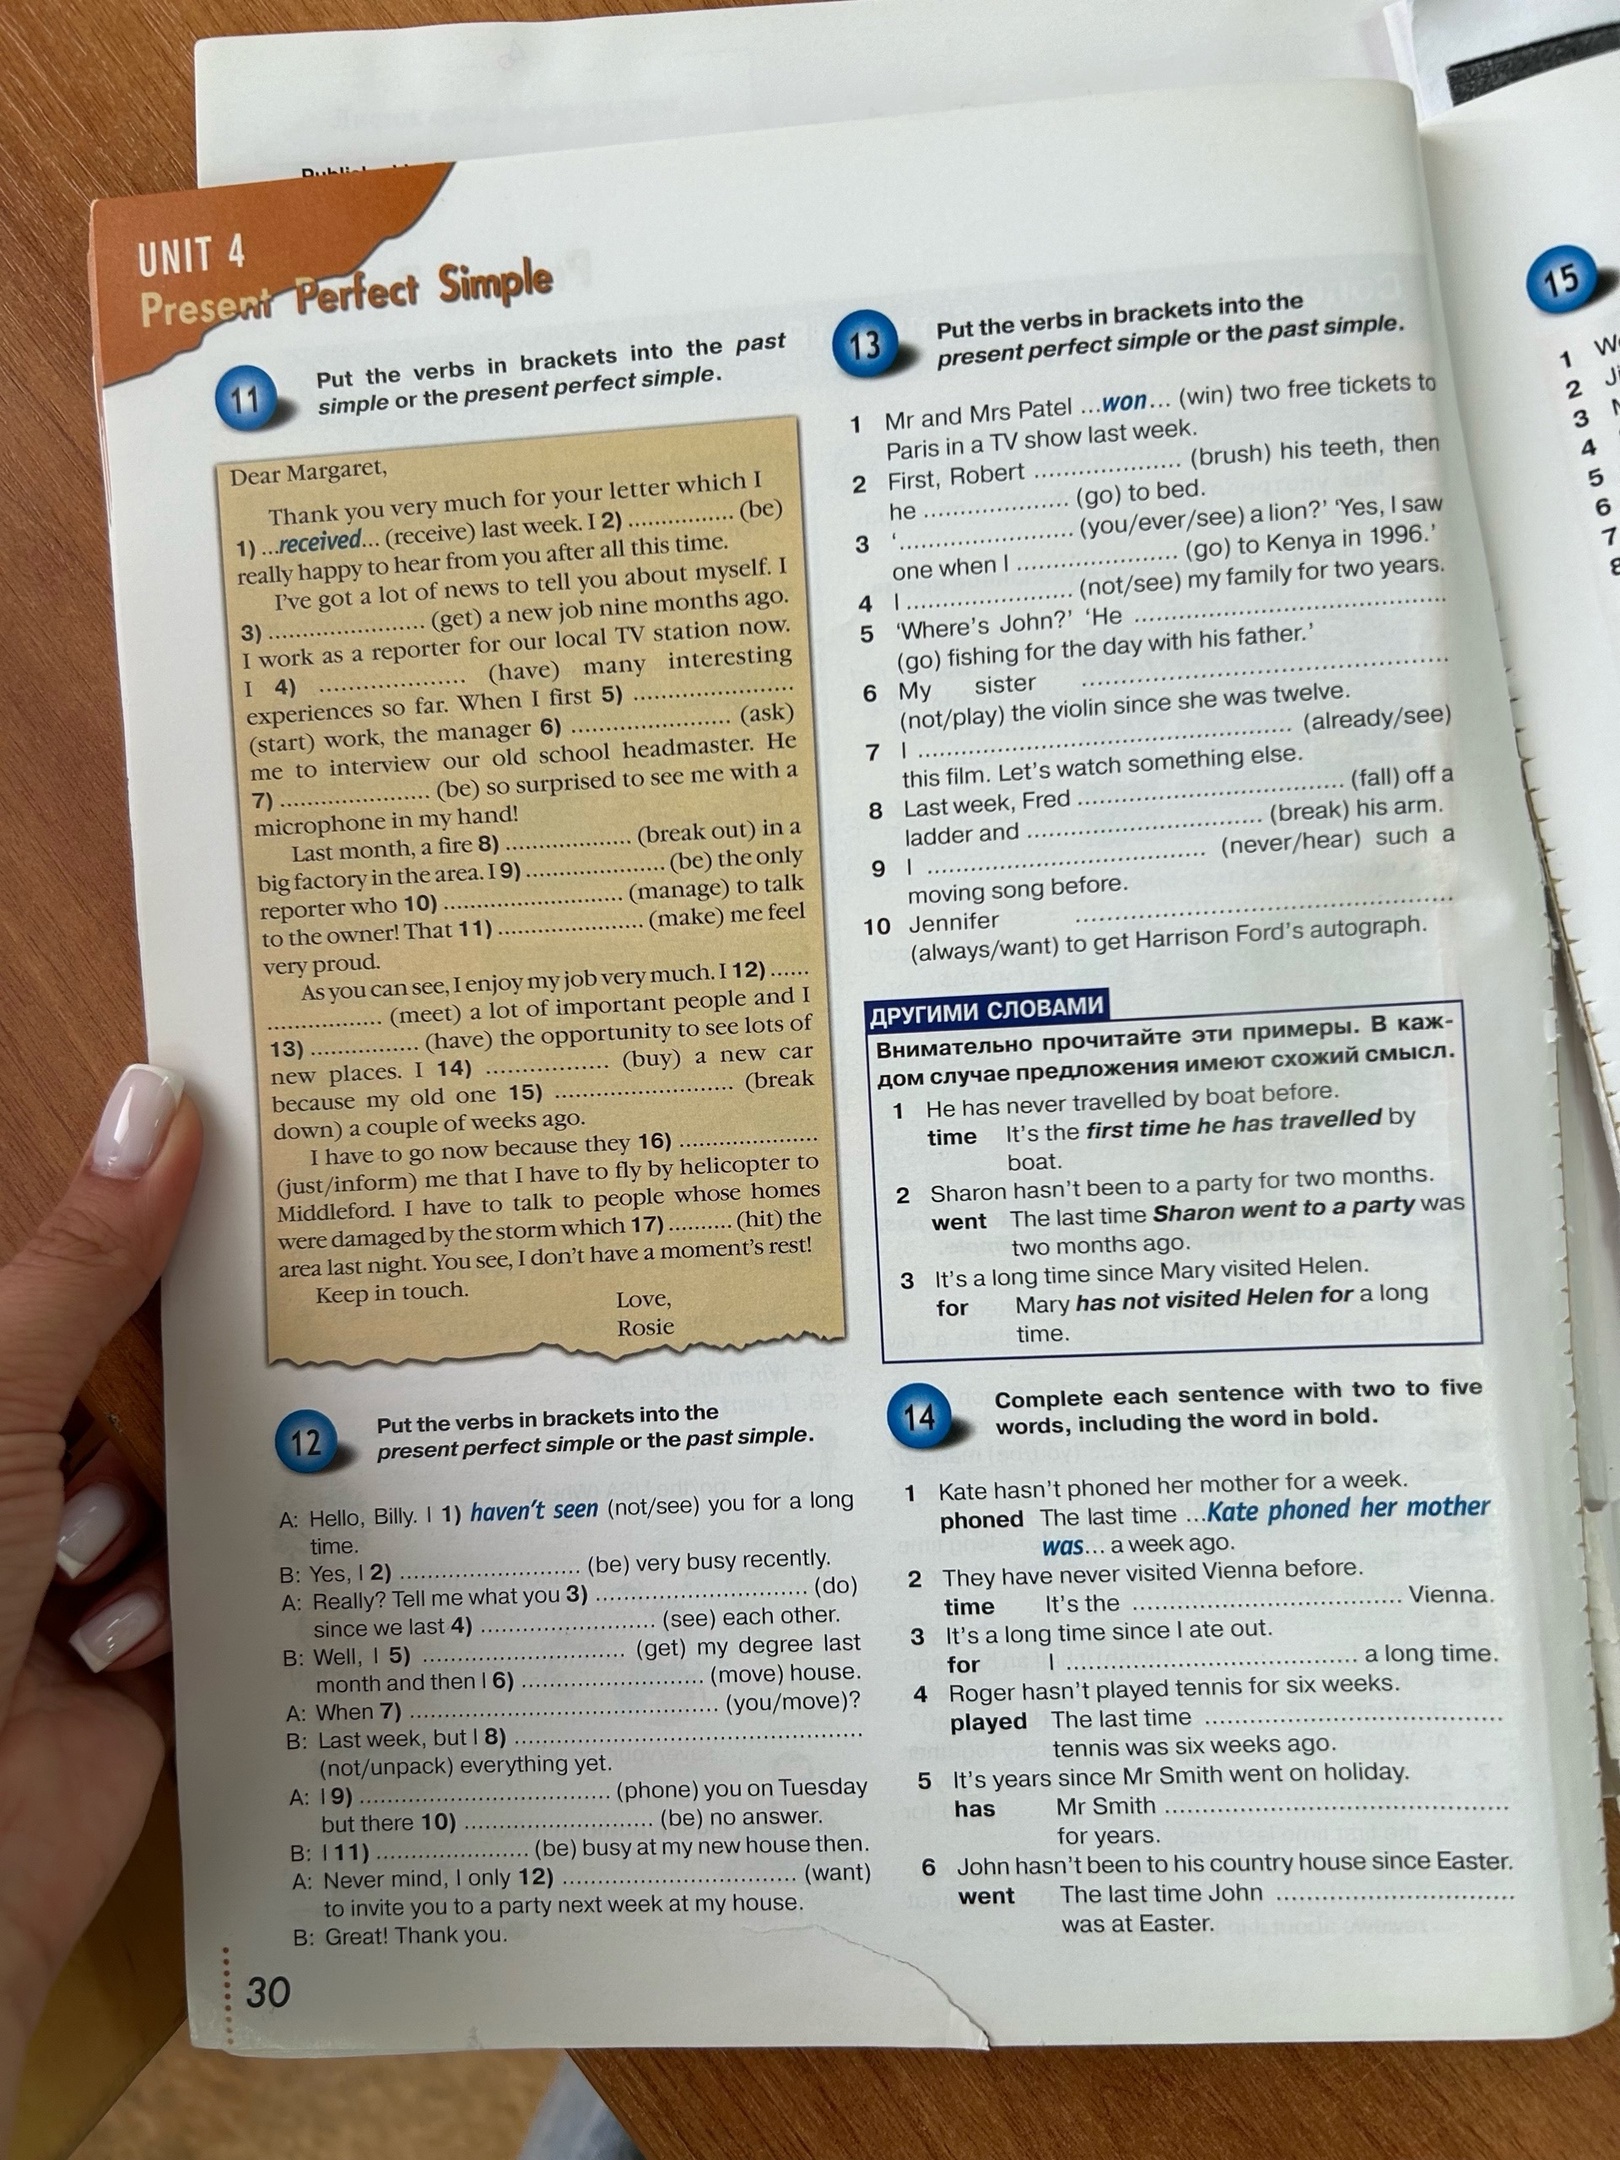 UNIT 4
Present Perfect Simple
11 Put the verbs in brackets into the past
simple or the present perfect simple.
Dear Margaret,
Thank you very much for your letter which I
1) ...received... (receive) last week. I 2) ................ (be)
really happy to hear from you after all this time.
I've got a lot of news to tell you about myself. I
3) ........................ (get) a new job nine months ago.
I work as a reporter for our local TV station now.
I 4) ...................... (have) many interesting
experiences so far. When I first 5) ........................
(start) work, the manager 6) ........................ (ask)
me to interview our old school headmaster. He
7) ....................... (be) so surprised to see me with a
microphone in my hand!
Last month, a fire 8) ................... (break out) in a
big factory in the area. I 9) ..................... (be) the only
reporter who 10) ........................... (manage) to talk
to the owner! That 11) ...................... (make) me feel
very proud.
As you can see, I enjoy my job very much. I 12) ......
................. (meet) a lot of important people and I
13) ................ (have) the opportunity to see lots of
new places. I 14) ................... (buy) a new car
because my old one 15) ........................... (break
down) a couple of weeks ago.
I have to go now because they 16) .....................
(just/inform) me that I have to fly by helicopter to
Middleford. I have to talk to people whose homes
were damaged by the storm which 17) .......... (hit) the
area last night. You see, I don't have a moment's rest!
Keep in touch.
Love,
Rosie
12 Put the verbs in brackets into the
present perfect simple or the past simple.
A: Hello, Billy. I 1) haven't seen (not/see) you for a long
time.
B: Yes, I 2) ........................... (be) very busy recently.
A: Really? Tell me what you 3) ............................... (do)
since we last 4) .......................... (see) each other.
B: Well, I 5) .............................. (get) my degree last
month and then I 6) ........................... (move) house.
A: When 7) .............................................. (you/move)?
B: Last week, but I 8) ....................................................
(not/unpack) everything yet.
A: I 9) ..................................... (phone) you on Tuesday
but there 10) ............................ (be) no answer.
B: I 11) ....................... (be) busy at my new house then.
A: Never mind, I only 12) ................................... (want)
to invite you to a party next week at my house.
B: Great! Thank you.
30
13 Put the verbs in brackets into the
present perfect simple or the past simple.
1 Mr and Mrs Patel ...won... (win) two free tickets to
Paris in a TV show last week.
2 First, Robert ...................... (brush) his teeth, then
he ...................... (go) to bed.
3 '.......................... (you/ever/see) a lion?' 'Yes, I saw
one when I ........................ (go) to Kenya in 1996.'
4 I ......................... (not/see) my family for two years.
5 'Where's John?' 'He ...............................................
(go) fishing for the day with his father.'
6 My sister .......................................................
(not/play) the violin since she was twelve.
7 I ........................................................ (already/see)
this film. Let's watch something else.
8 Last week, Fred ........................................ (fall) off a
ladder and ................................... (break) his arm.
9 I .......................................... (never/hear) such a
moving song before.
10 Jennifer .........................................................
(always/want) to get Harrison Ford's autograph.
ДРУГИМИ СЛОВАМИ
Внимательно прочитайте эти примеры. В каж-
дом случае предложения имеют схожий смысл.
1 He has never travelled by boat before.
time It's the first time he has travelled by
boat.
2 Sharon hasn't been to a party for two months.
went The last time Sharon went to a party was
two months ago.
3 It's a long time since Mary visited Helen.
for Mary has not visited Helen for a long
time.
14 Complete each sentence with two to five
words, including the word in bold.
1 Kate hasn't phoned her mother for a week.
phoned The last time ...Kate phoned her mother
was... a week ago.
2 They have never visited Vienna before.
time It's the ........................................ Vienna.
3 It's a long time since I ate out.
for I ........................................... a long time.
4 Roger hasn't played tennis for six weeks.
played The last time ............................................
tennis was six weeks ago.
5 It's years since Mr Smith went on holiday.
has Mr Smith ...................................................
for years.
6 John hasn't been to his country house since Easter.
went The last time John ...................................
was at Easter.
15
1
2
3
4
5
6
7